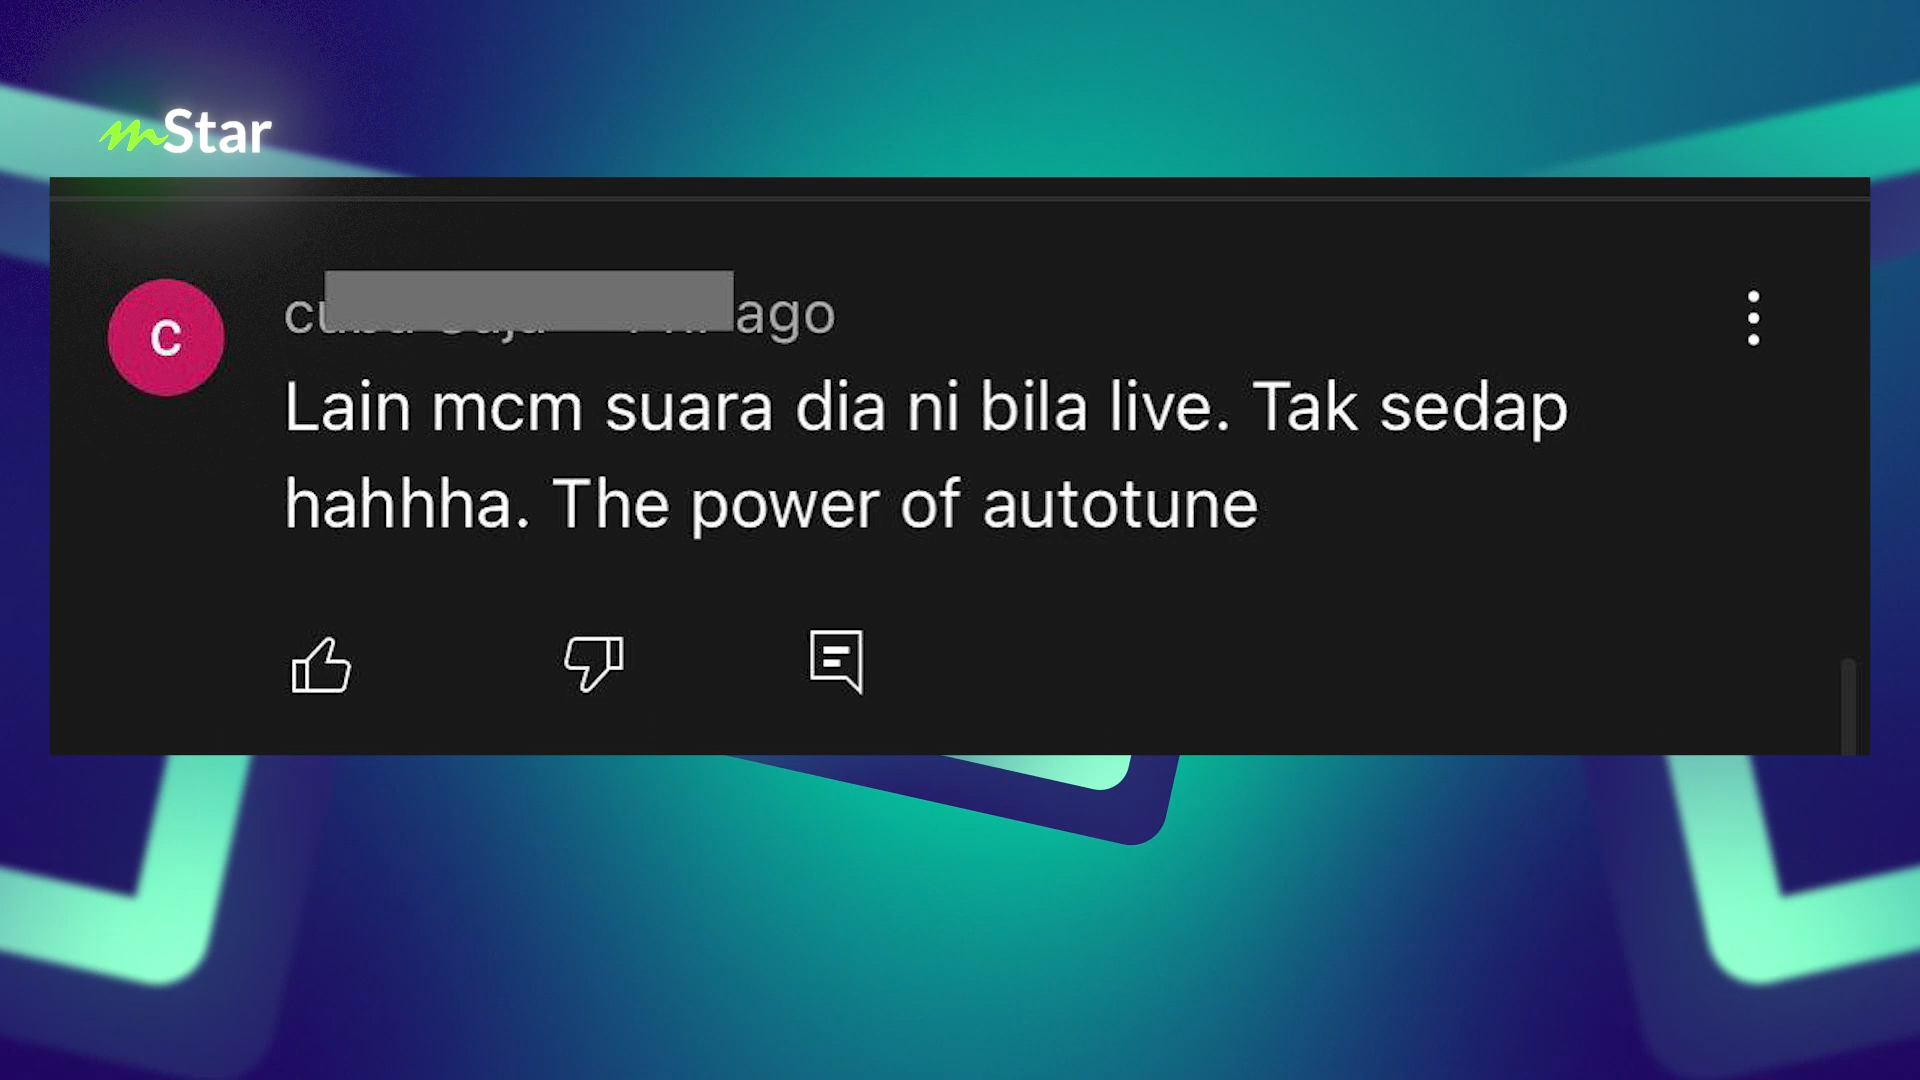 mStar
C
ago
Lain mcm suara dia ni bila live. Tak sedap
hahhha. The power of autotune